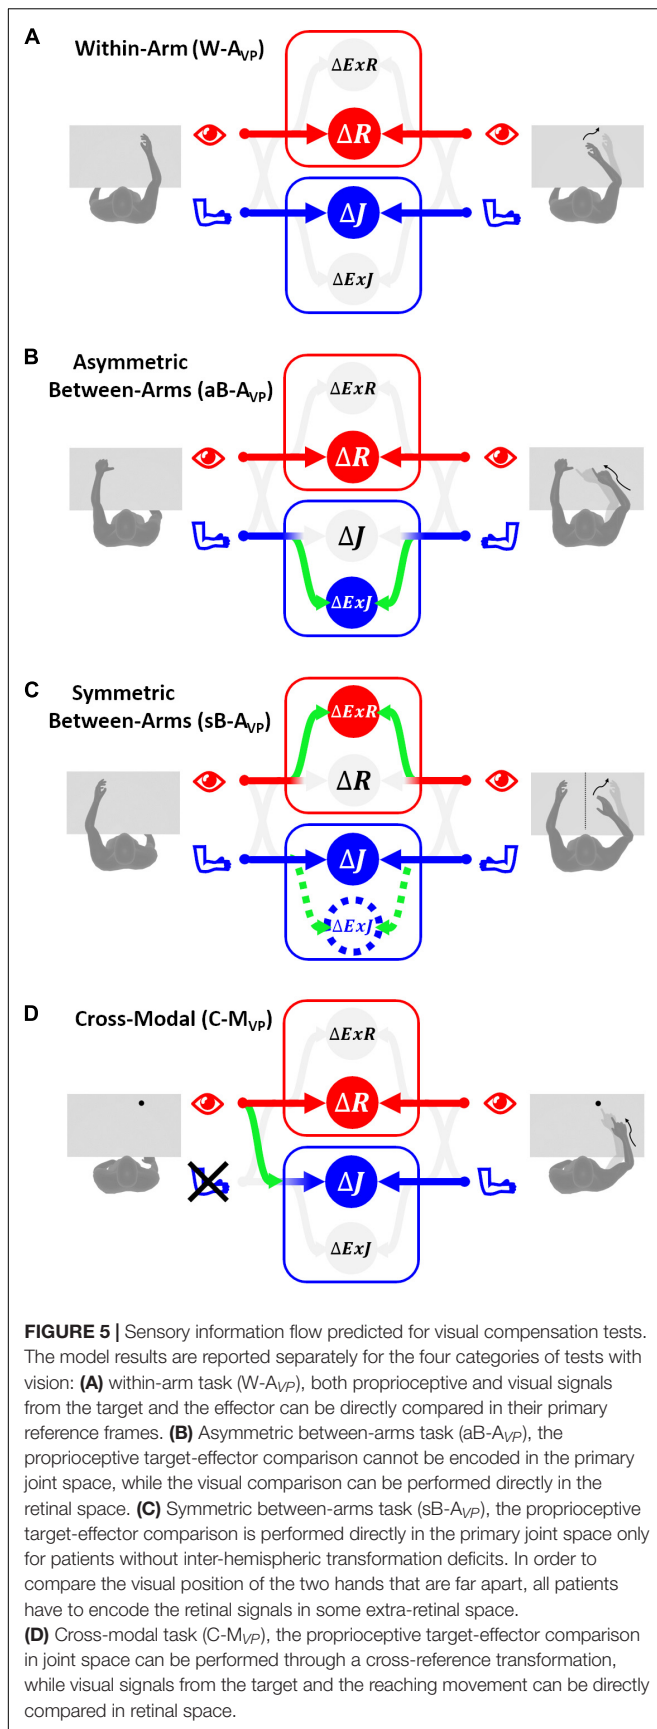 A
Within-Arm (W-A_VP)
ΔExR
ΔR
ΔJ
ΔExJ
B
Asymmetric
Between-Arms (aB-A_VP)
ΔExR
ΔR
ΔJ
ΔExJ
C
Symmetric
Between-Arms (sB-A_VP)
ΔExR
ΔR
ΔJ
ΔExJ
D
Cross-Modal (C-M_VP)
ΔExR
ΔR
ΔJ
ΔExJ
FIGURE 5 | Sensory information flow predicted for visual compensation tests.
The model results are reported separately for the four categories of tests with
vision: (A) within-arm task (W-A_VP), both proprioceptive and visual signals
from the target and the effector can be directly compared in their primary
reference frames. (B) Asymmetric between-arms task (aB-A_VP), the
proprioceptive target-effector comparison cannot be encoded in the primary
joint space, while the visual comparison can be performed directly in the
retinal space. (C) Symmetric between-arms task (sB-A_VP), the proprioceptive
target-effector comparison is performed directly in the primary joint space only
for patients without inter-hemispheric transformation deficits. In order to
compare the visual position of the two hands that are far apart, all patients
have to encode the retinal signals in some extra-retinal space.
(D) Cross-modal task (C-M_VP), the proprioceptive target-effector comparison
in joint space can be performed through a cross-reference transformation,
while visual signals from the target and the reaching movement can be directly
compared in retinal space.